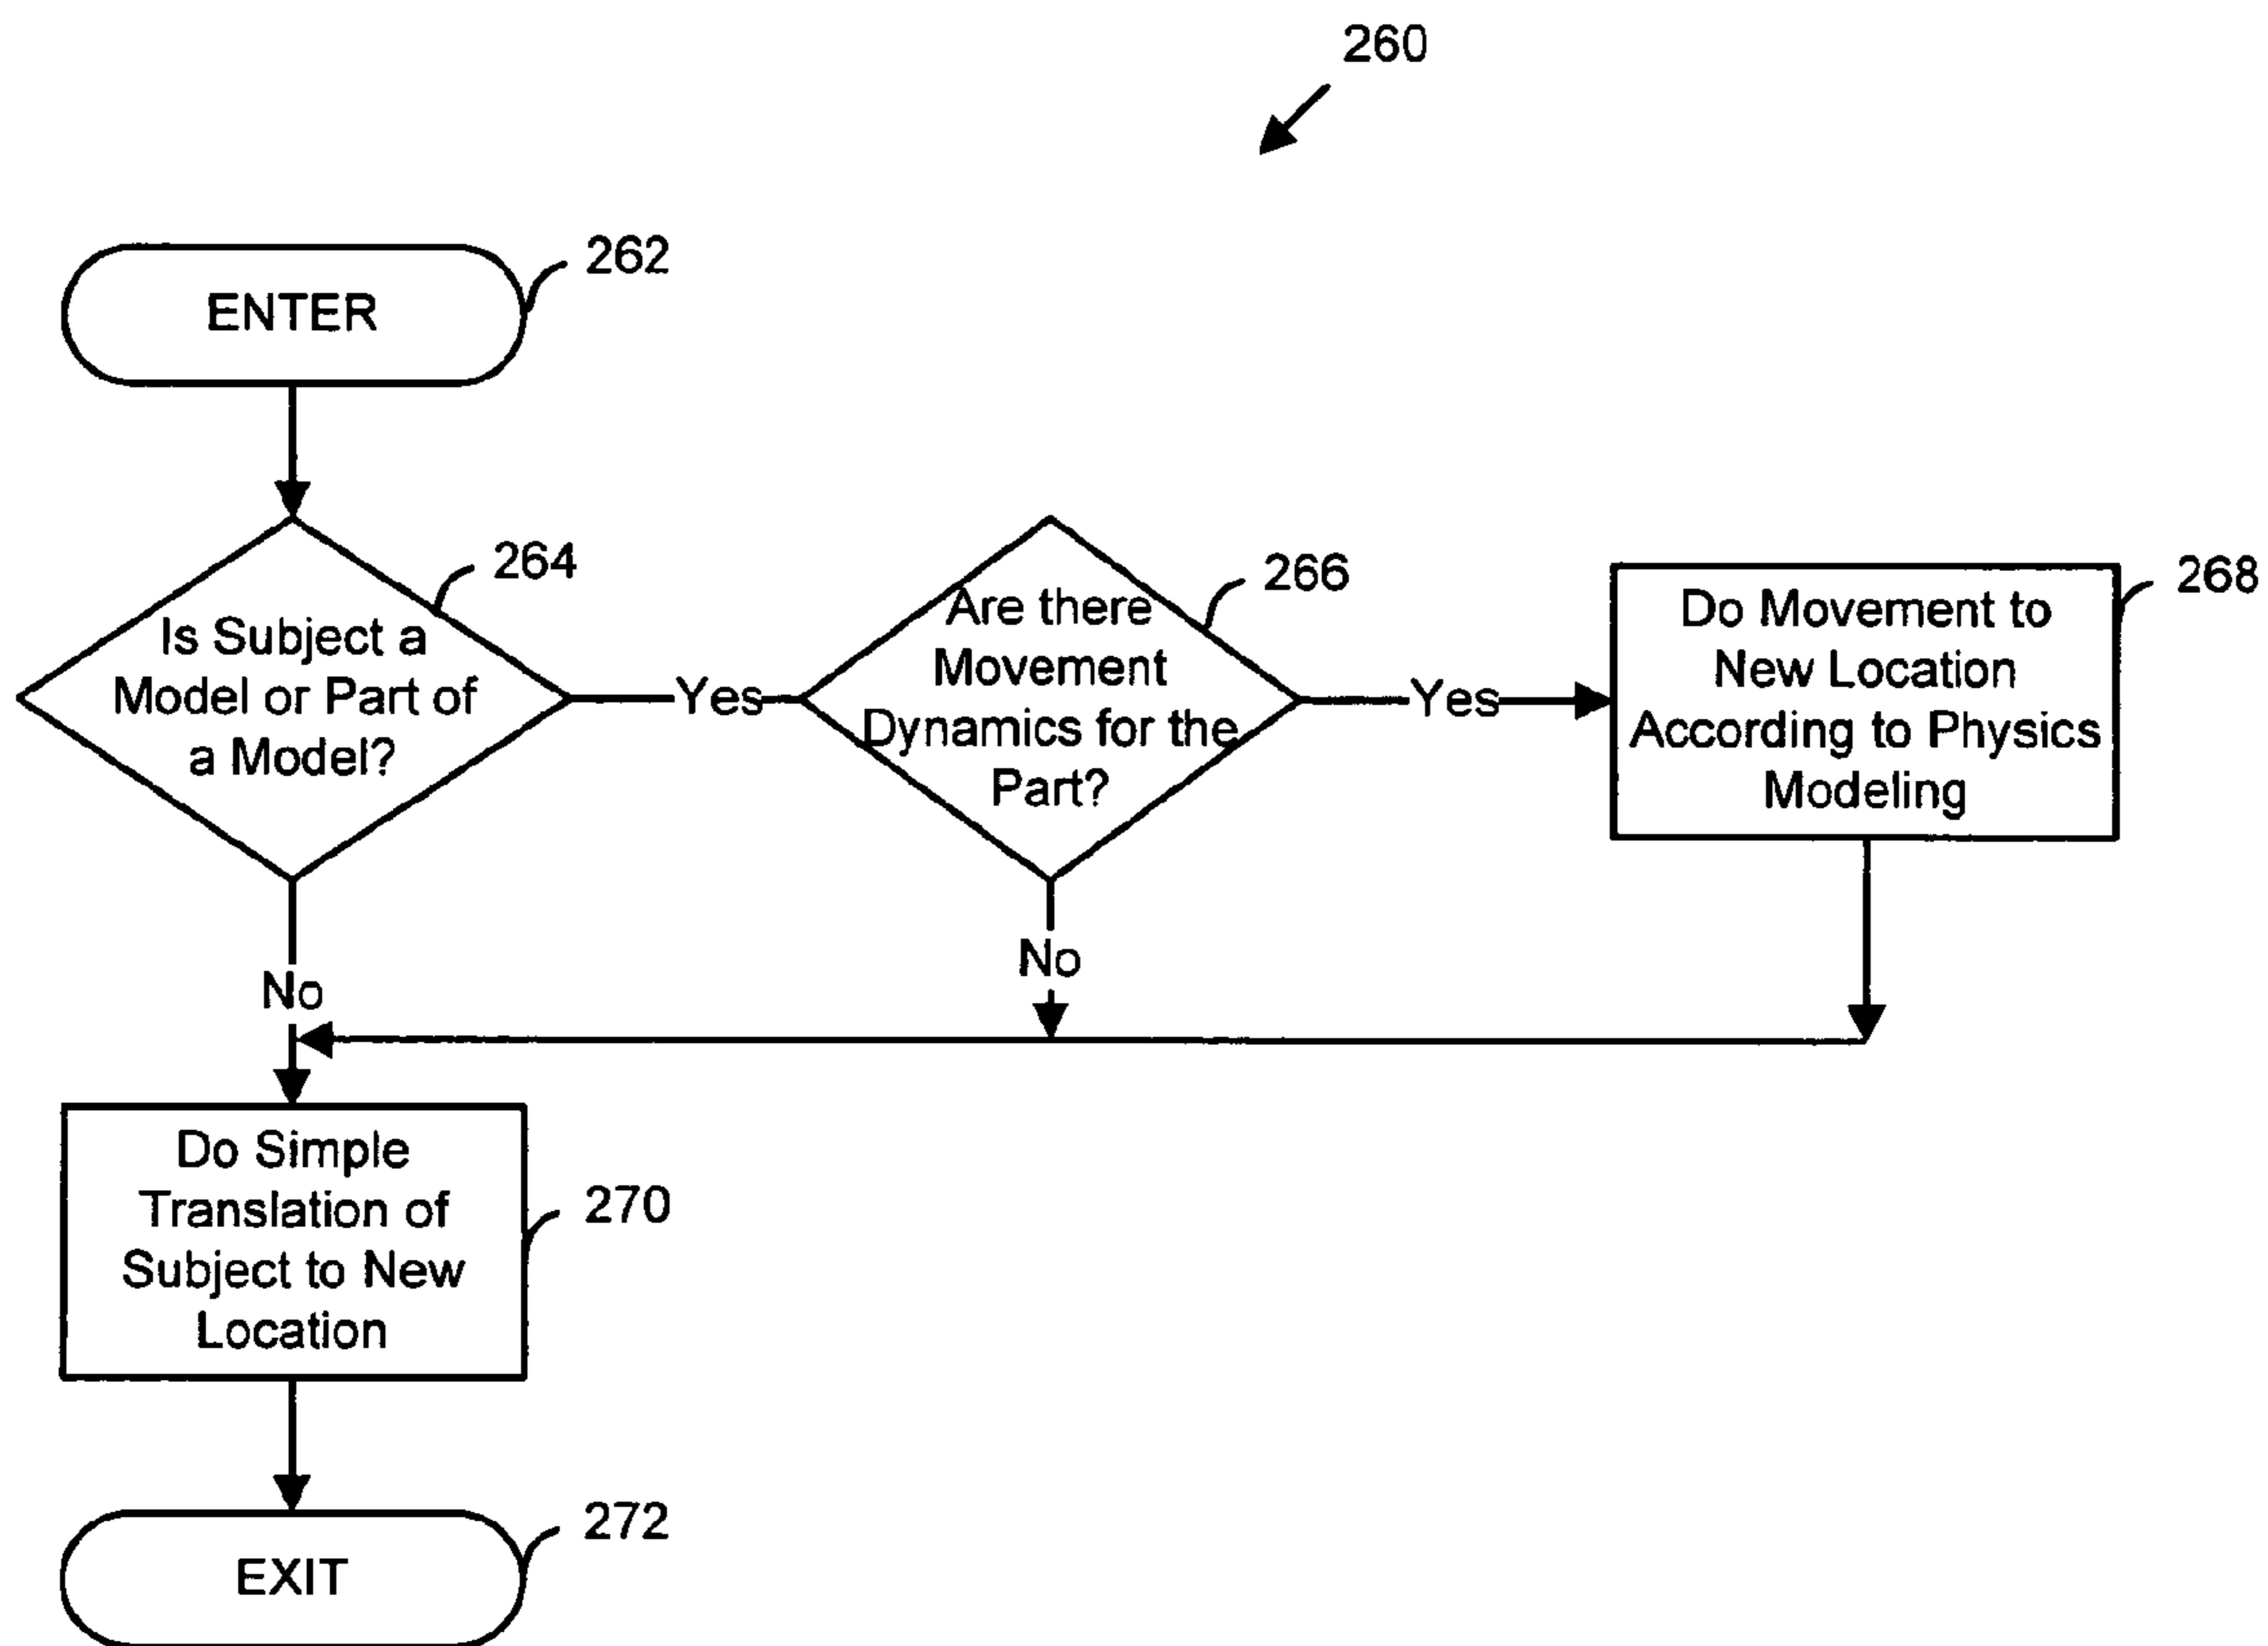 260
262
ENTER
264
Is Subject a
Model or Part of
a Model?
Yes
266
Are there
Movement
Dynamics for the
Part?
Yes
268
Do Movement to
New Location
According to Physics
Modeling
No
No
270
Do Simple
Translation of
Subject to New
Location
272
EXIT